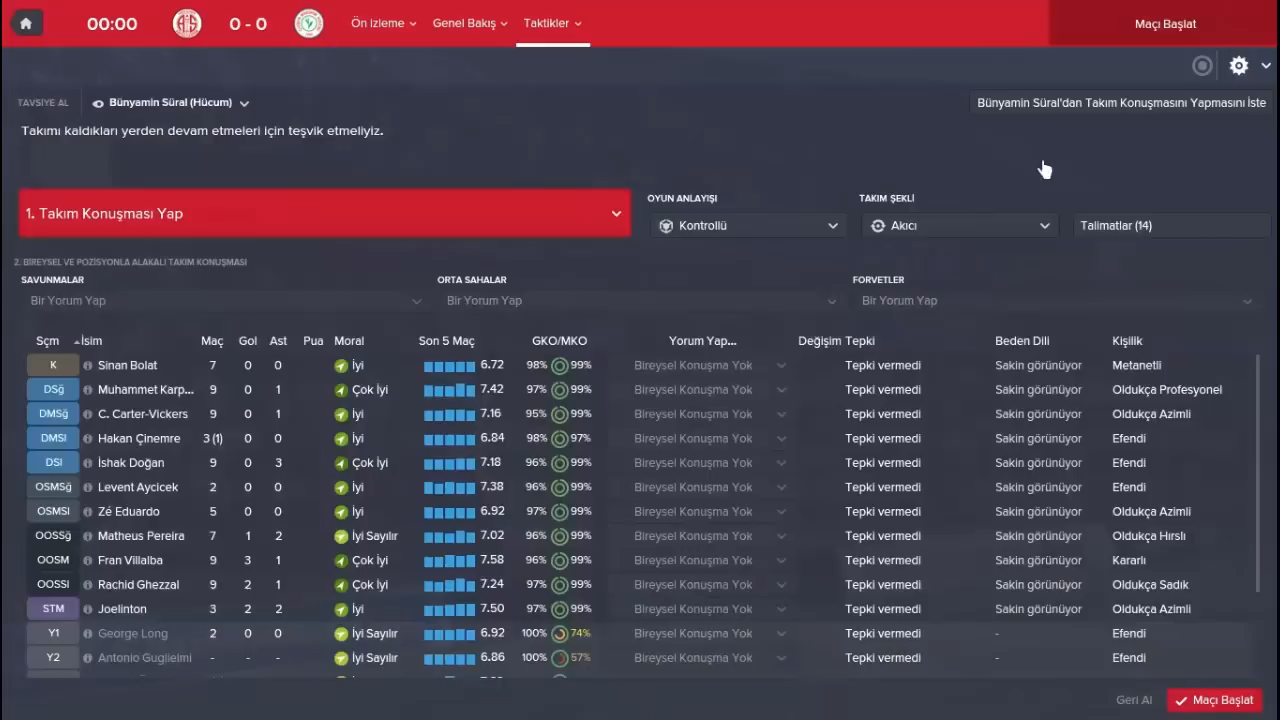 00:00 0 - 0 Ön İzleme Genel Bakış Taktikler Maçı Başlat
TAVSİYE AL Bünyamin Süral (Hücum) Bünyamin Süral'dan Takım Konuşmasını Yapmasını İste
Takımı kaldıkları yerden devam etmeleri için teşvik etmeliyiz.
OYUN ANLAYIŞI TAKIM ŞEKLİ
1. Takım Konuşması Yap Kontrollü Akıcı Talimatlar (14)
2. BİREYSEL VE POZİSYONLA ALAKALI TAKIM KONUŞMASI
SAVUNMALAR ORTA SAHALAR FORVETLER
Bir Yorum Yap Bir Yorum Yap Bir Yorum Yap
Sçm İsim Maç Gol Ast Pua Moral Son 5 Maç GKO/MKO Yorum Yap... Değişim Tepki Beden Dili Kişilik
K Sinan Bolat 7 0 0 İyi 6.72 98% 99% Bireysel Konuşma Yok Tepki vermedi Sakin görünüyor Metanetli
DSğ Muhammet Karp... 9 0 1 Çok İyi 7.42 97% 99% Bireysel Konuşma Yok Tepki vermedi Sakin görünüyor Oldukça Profesyonel
DMSğ C. Carter-Vickers 9 0 1 İyi 7.16 95% 99% Bireysel Konuşma Yok Tepki vermedi Sakin görünüyor Oldukça Azimli
DMSl Hakan Çinemre 3 (1) 0 0 İyi 6.84 98% 97% Bireysel Konuşma Yok Tepki vermedi Sakin görünüyor Efendi
DSl İshak Doğan 9 0 3 Çok İyi 7.18 96% 99% Bireysel Konuşma Yok Tepki vermedi Sakin görünüyor Efendi
OSMSğ Levent Aycicek 2 0 0 İyi 7.38 96% 99% Bireysel Konuşma Yok Tepki vermedi Sakin görünüyor Efendi
OSMSl Zé Eduardo 5 0 0 İyi 6.92 97% 99% Bireysel Konuşma Yok Tepki vermedi Sakin görünüyor Oldukça Azimli
OOSSğ Matheus Pereira 7 1 2 İyi Sayılır 7.02 96% 99% Bireysel Konuşma Yok Tepki vermedi Sakin görünüyor Oldukça Hırslı
OOSM Fran Villalba 9 3 1 Çok İyi 7.58 96% 99% Bireysel Konuşma Yok Tepki vermedi Sakin görünüyor Kararlı
OOSSl Rachid Ghezzal 9 2 1 Çok İyi 7.24 97% 99% Bireysel Konuşma Yok Tepki vermedi Sakin görünüyor Oldukça Sadık
STM Joelinton 3 2 2 İyi 7.50 97% 99% Bireysel Konuşma Yok Tepki vermedi Sakin görünüyor Oldukça Azimli
Y1 George Long 2 0 0 İyi Sayılır 6.92 100% 74% Bireysel Konuşma Yok Tepki vermedi - Efendi
Y2 Antonio Guglielmi - - - İyi Sayılır 6.86 100% 57% Bireysel Konuşma Yok Tepki vermedi - Efendi
Geri Al Maçı Başlat